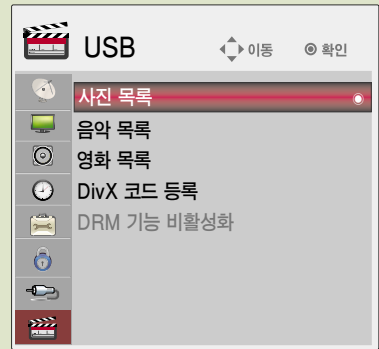 USB 이동 확인
사진 목록
음악 목록
영화 목록
DivX 코드 등록
DRM 기능 비활성화